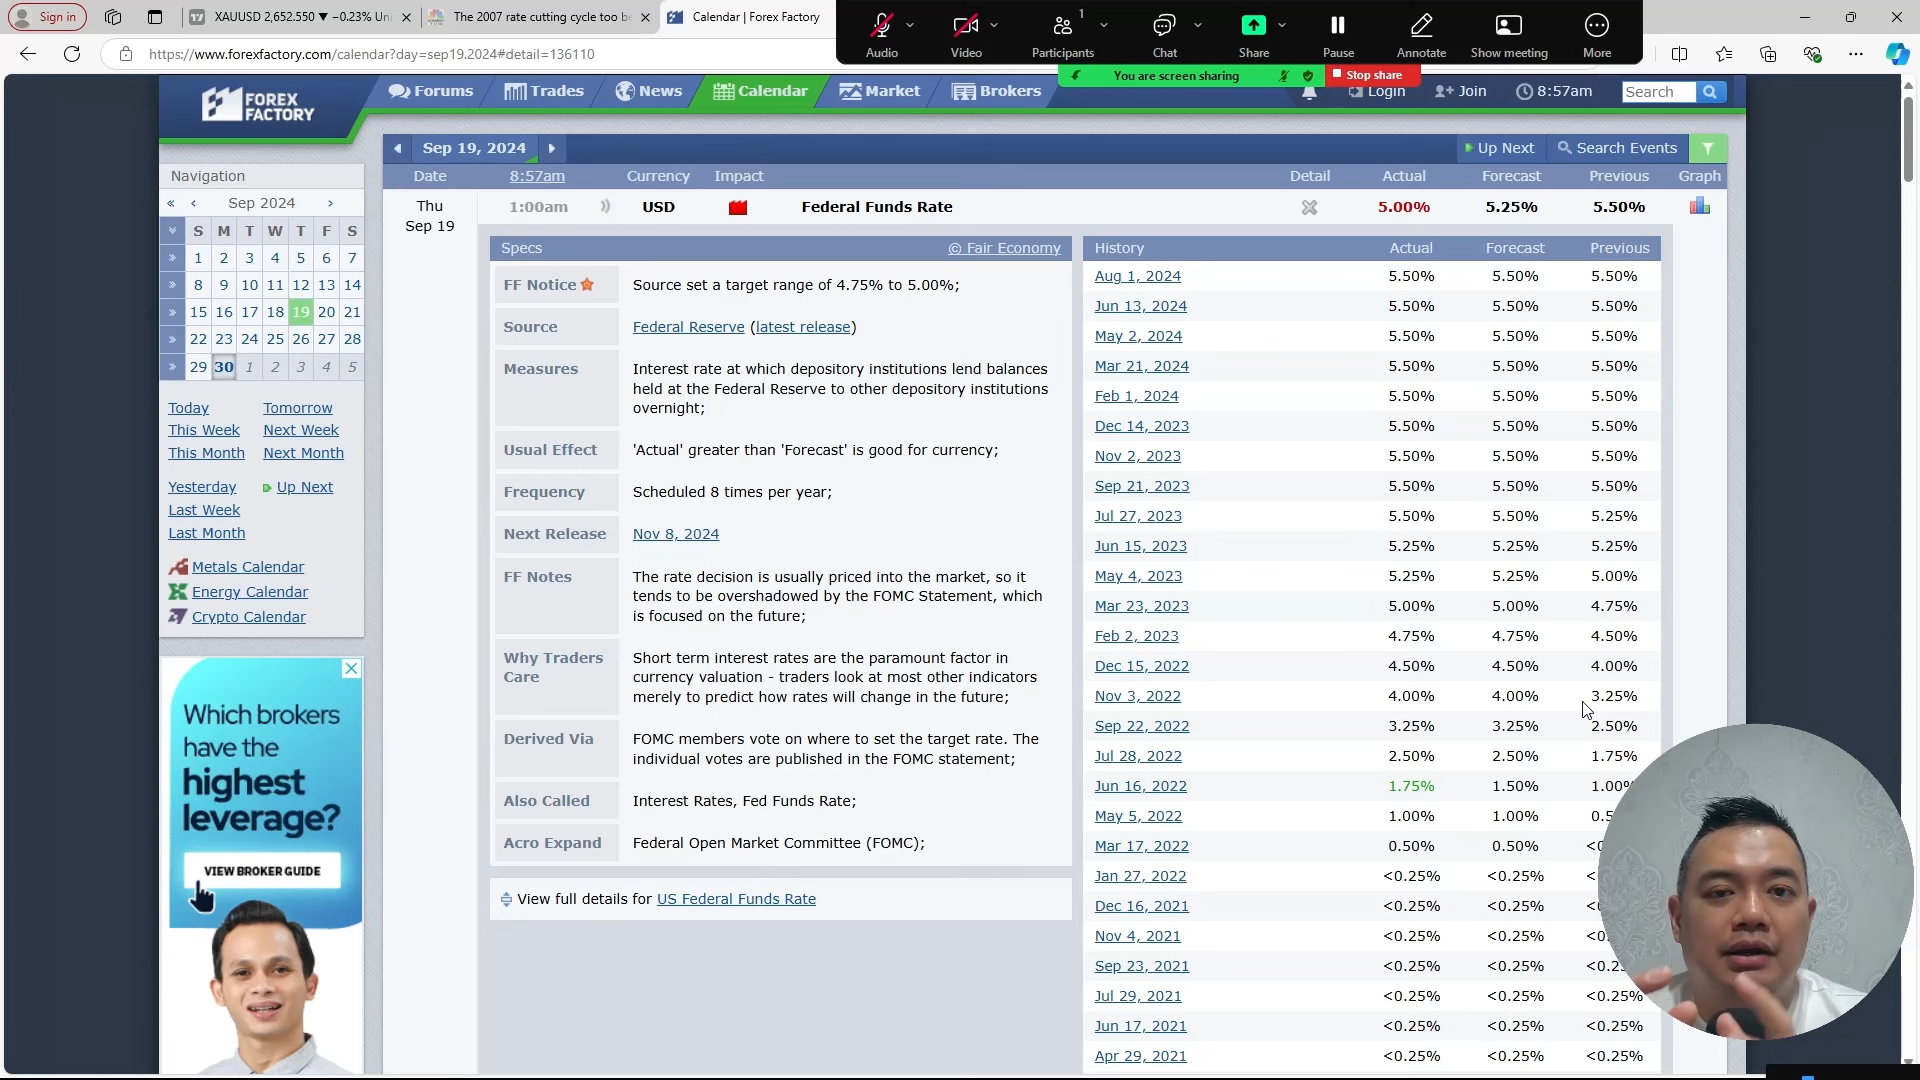 Sign in
XAUUSD 2,652.550 ▼ −0.23% Un
The 2007 rate cutting cycle too be
Calendar | Forex Factory
https://www.forexfactory.com/calendar?day=sep19.2024#detail=136110
1
Audio
Video
Participants
Chat
Share
Pause
Annotate
Show meeting
More
You are screen sharing
Stop share
FOREX
FACTORY
Forums
Trades
News
Calendar
Market
Brokers
Login
Join
8:57am
Search
Navigation
« ‹ Sep 2024 ›
S M T W T F S
» 1 2 3 4 5 6 7
» 8 9 10 11 12 13 14
» 15 16 17 18 19 20 21
» 22 23 24 25 26 27 28
» 29 30 1 2 3 4 5
Today Tomorrow
This Week Next Week
This Month Next Month
Yesterday Up Next
Last Week
Last Month
Metals Calendar
Energy Calendar
Crypto Calendar
Which brokers
have the
highest
leverage?
VIEW BROKER GUIDE
Sep 19, 2024
Up Next
Search Events
Date 8:57am Currency Impact Detail Actual Forecast Previous Graph
Thu
Sep 19
1:00am USD Federal Funds Rate 5.00% 5.25% 5.50%
Specs © Fair Economy
FF Notice Source set a target range of 4.75% to 5.00%;
Source Federal Reserve (latest release)
Measures Interest rate at which depository institutions lend balances
held at the Federal Reserve to other depository institutions
overnight;
Usual Effect 'Actual' greater than 'Forecast' is good for currency;
Frequency Scheduled 8 times per year;
Next Release Nov 8, 2024
FF Notes The rate decision is usually priced into the market, so it
tends to be overshadowed by the FOMC Statement, which
is focused on the future;
Why Traders
Care
Short term interest rates are the paramount factor in
currency valuation - traders look at most other indicators
merely to predict how rates will change in the future;
Derived Via FOMC members vote on where to set the target rate. The
individual votes are published in the FOMC statement;
Also Called Interest Rates, Fed Funds Rate;
Acro Expand Federal Open Market Committee (FOMC);
View full details for US Federal Funds Rate
History Actual Forecast Previous
Aug 1, 2024 5.50% 5.50% 5.50%
Jun 13, 2024 5.50% 5.50% 5.50%
May 2, 2024 5.50% 5.50% 5.50%
Mar 21, 2024 5.50% 5.50% 5.50%
Feb 1, 2024 5.50% 5.50% 5.50%
Dec 14, 2023 5.50% 5.50% 5.50%
Nov 2, 2023 5.50% 5.50% 5.50%
Sep 21, 2023 5.50% 5.50% 5.50%
Jul 27, 2023 5.50% 5.50% 5.25%
Jun 15, 2023 5.25% 5.25% 5.25%
May 4, 2023 5.25% 5.25% 5.00%
Mar 23, 2023 5.00% 5.00% 4.75%
Feb 2, 2023 4.75% 4.75% 4.50%
Dec 15, 2022 4.50% 4.50% 4.00%
Nov 3, 2022 4.00% 4.00% 3.25%
Sep 22, 2022 3.25% 3.25% 2.50%
Jul 28, 2022 2.50% 2.50% 1.75%
Jun 16, 2022 1.75% 1.50% 1.00%
May 5, 2022 1.00% 1.00% 0.5
Mar 17, 2022 0.50% 0.50% <0
Jan 27, 2022 <0.25% <0.25% <
Dec 16, 2021 <0.25% <0.25% <
Nov 4, 2021 <0.25% <0.25% <0.
Sep 23, 2021 <0.25% <0.25% <0.2
Jul 29, 2021 <0.25% <0.25% <0.25%
Jun 17, 2021 <0.25% <0.25% <0.25%
Apr 29, 2021 <0.25% <0.25% <0.25%